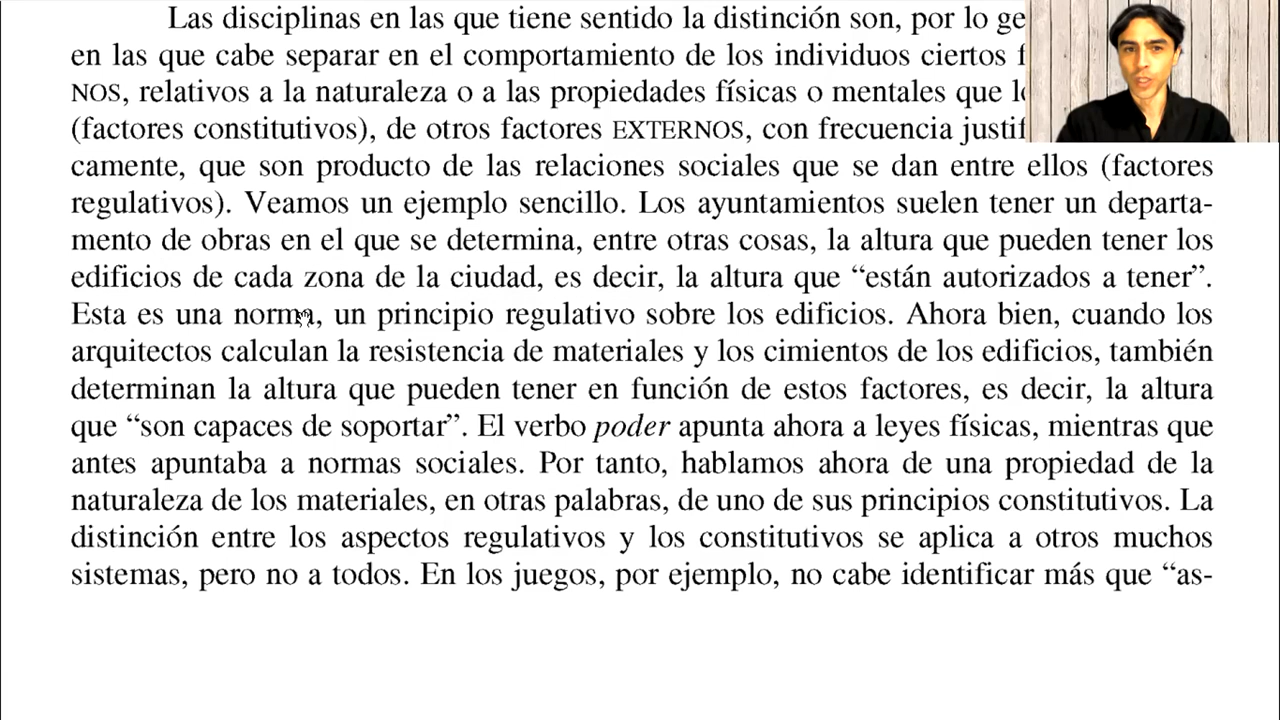 Las disciplinas en las que tiene sentido la distinción son, por lo
en las que cabe separar en el comportamiento de los individuos ciertos
NOS, relativos a la naturaleza o a las propiedades físicas o mentales que
(factores constitutivos), de otros factores EXTERNOS, con frecuencia
camente, que son producto de las relaciones sociales que se dan entre ellos (factores
regulativos). Veamos un ejemplo sencillo. Los ayuntamientos suelen tener un departa-
mento de obras en el que se determina, entre otras cosas, la altura que pueden tener los
edificios de cada zona de la ciudad, es decir, la altura que “están autorizados a tener”.
Esta es una norma, un principio regulativo sobre los edificios. Ahora bien, cuando los
arquitectos calculan la resistencia de materiales y los cimientos de los edificios, también
determinan la altura que pueden tener en función de estos factores, es decir, la altura
que “son capaces de soportar”. El verbo poder apunta ahora a leyes físicas, mientras que
antes apuntaba a normas sociales. Por tanto, hablamos ahora de una propiedad de la
naturaleza de los materiales, en otras palabras, de uno de sus principios constitutivos. La
distinción entre los aspectos regulativos y los constitutivos se aplica a otros muchos
sistemas, pero no a todos. En los juegos, por ejemplo, no cabe identificar más que “as-